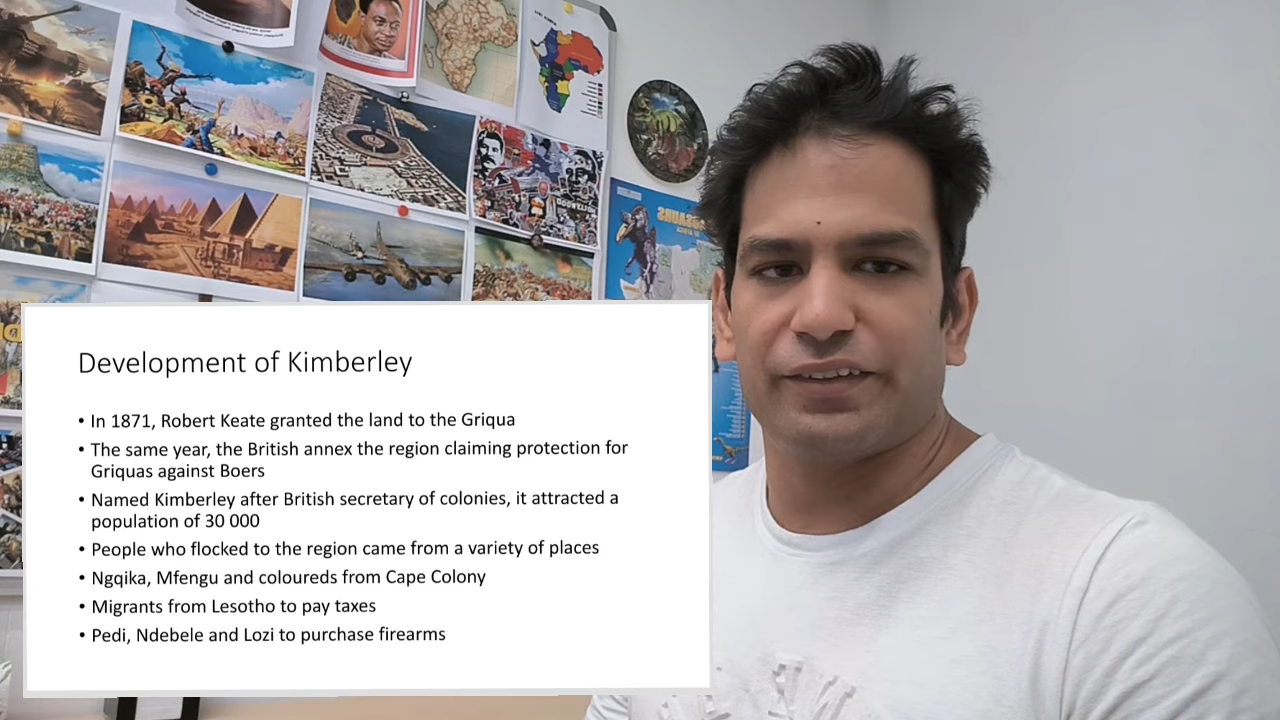 Development of Kimberley
• In 1871, Robert Keate granted the land to the Griqua
• The same year, the British annex the region claiming protection for
Griquas against Boers
• Named Kimberley after British secretary of colonies, it attracted a
population of 30 000
• People who flocked to the region came from a variety of places
• Ngqika, Mfengu and coloureds from Cape Colony
• Migrants from Lesotho to pay taxes
• Pedi, Ndebele and Lozi to purchase firearms